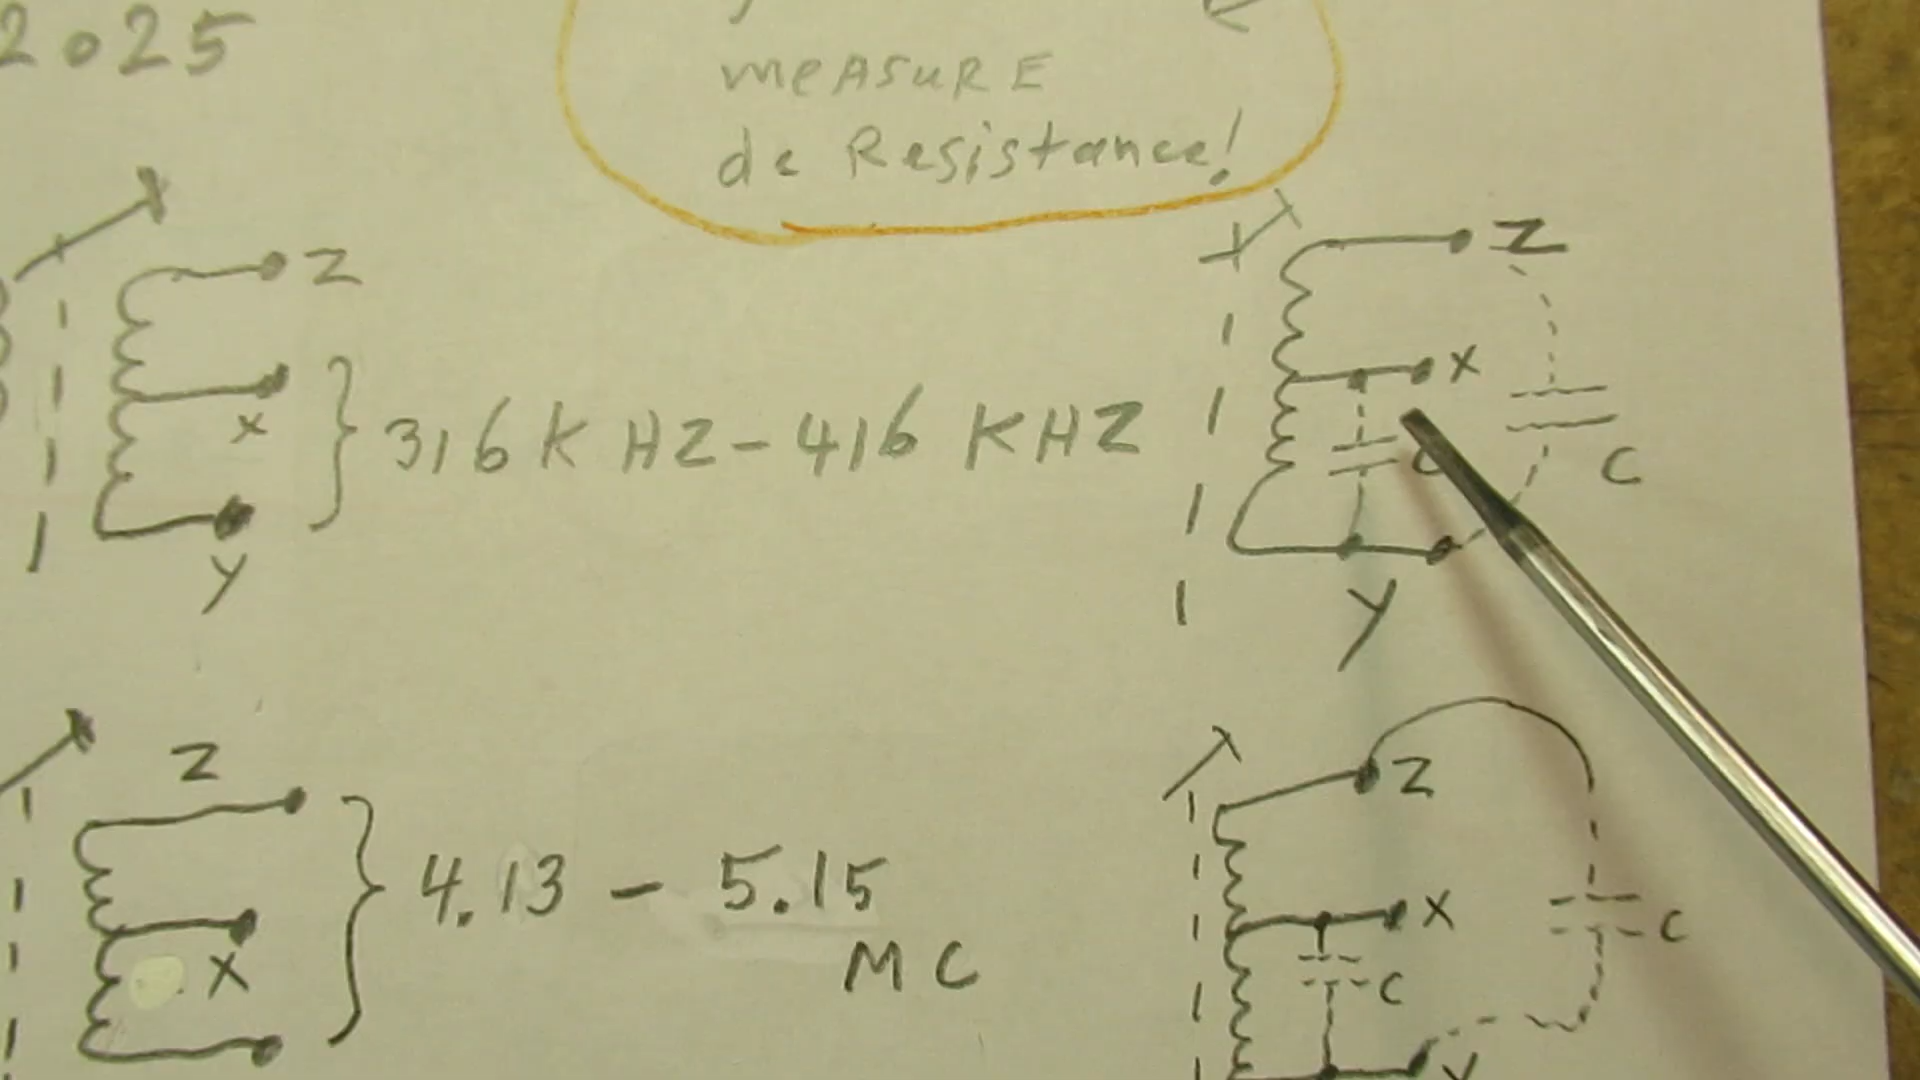 2025
measure
dc Resistance!
Z
X
316 KHZ - 416 KHZ
Y
Z
X
C
C
Y
Z
X
4.13 - 5.15
MC
Z
X
C
C
Y